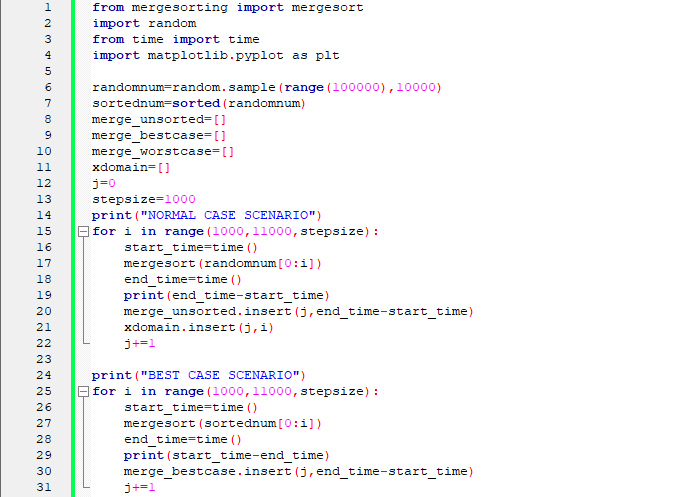 1 from mergesorting import mergesort
2 import random
3 from time import time
4 import matplotlib.pyplot as plt
5
6 randomnum=random.sample(range(100000),10000)
7 sortednum=sorted(randomnum)
8 merge_unsorted=[]
9 merge_bestcase=[]
10 merge_worstcase=[]
11 xdomain=[]
12 j=0
13 stepsize=1000
14 print("NORMAL CASE SCENARIO")
15 for i in range(1000,11000,stepsize):
16     start_time=time()
17     mergesort(randomnum[0:i])
18     end_time=time()
19     print(end_time-start_time)
20     merge_unsorted.insert(j,end_time-start_time)
21     xdomain.insert(j,i)
22     j+=1
23
24 print("BEST CASE SCENARIO")
25 for i in range(1000,11000,stepsize):
26     start_time=time()
27     mergesort(sortednum[0:i])
28     end_time=time()
29     print(start_time-end_time)
30     merge_bestcase.insert(j,end_time-start_time)
31     j+=1